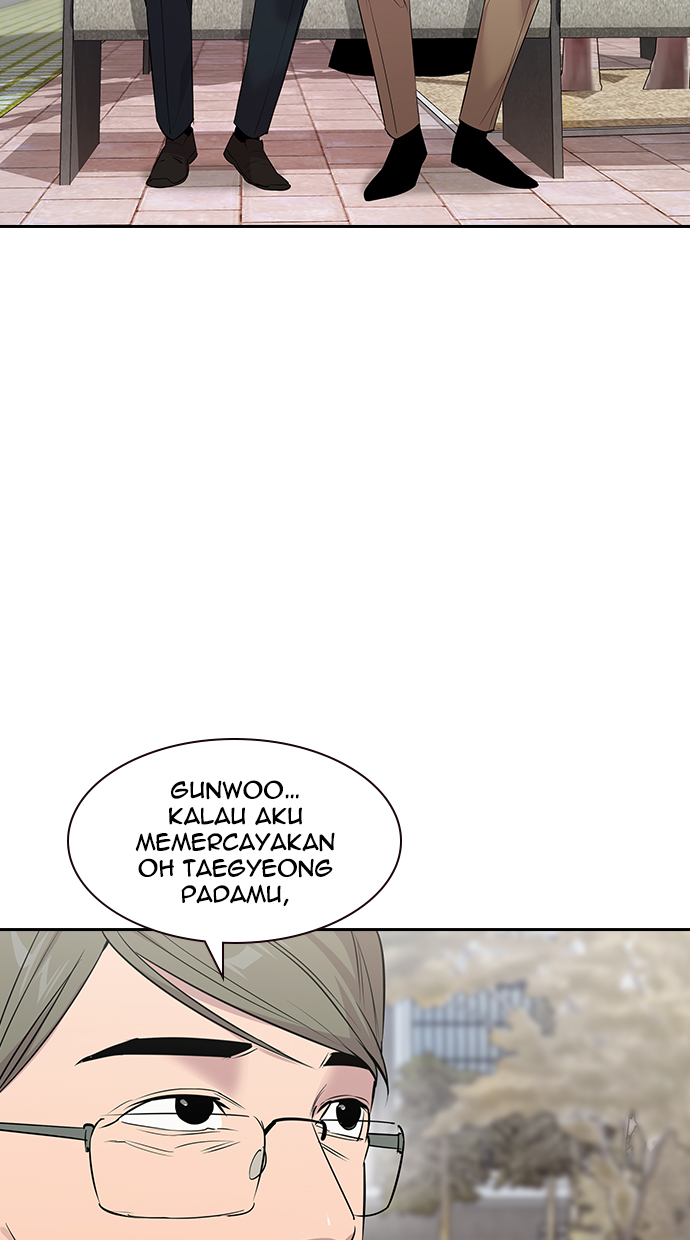 GUNWOO...
KALAU AKU
MEMERCAYAKAN
OH TAEGYEONG
PADAMU,